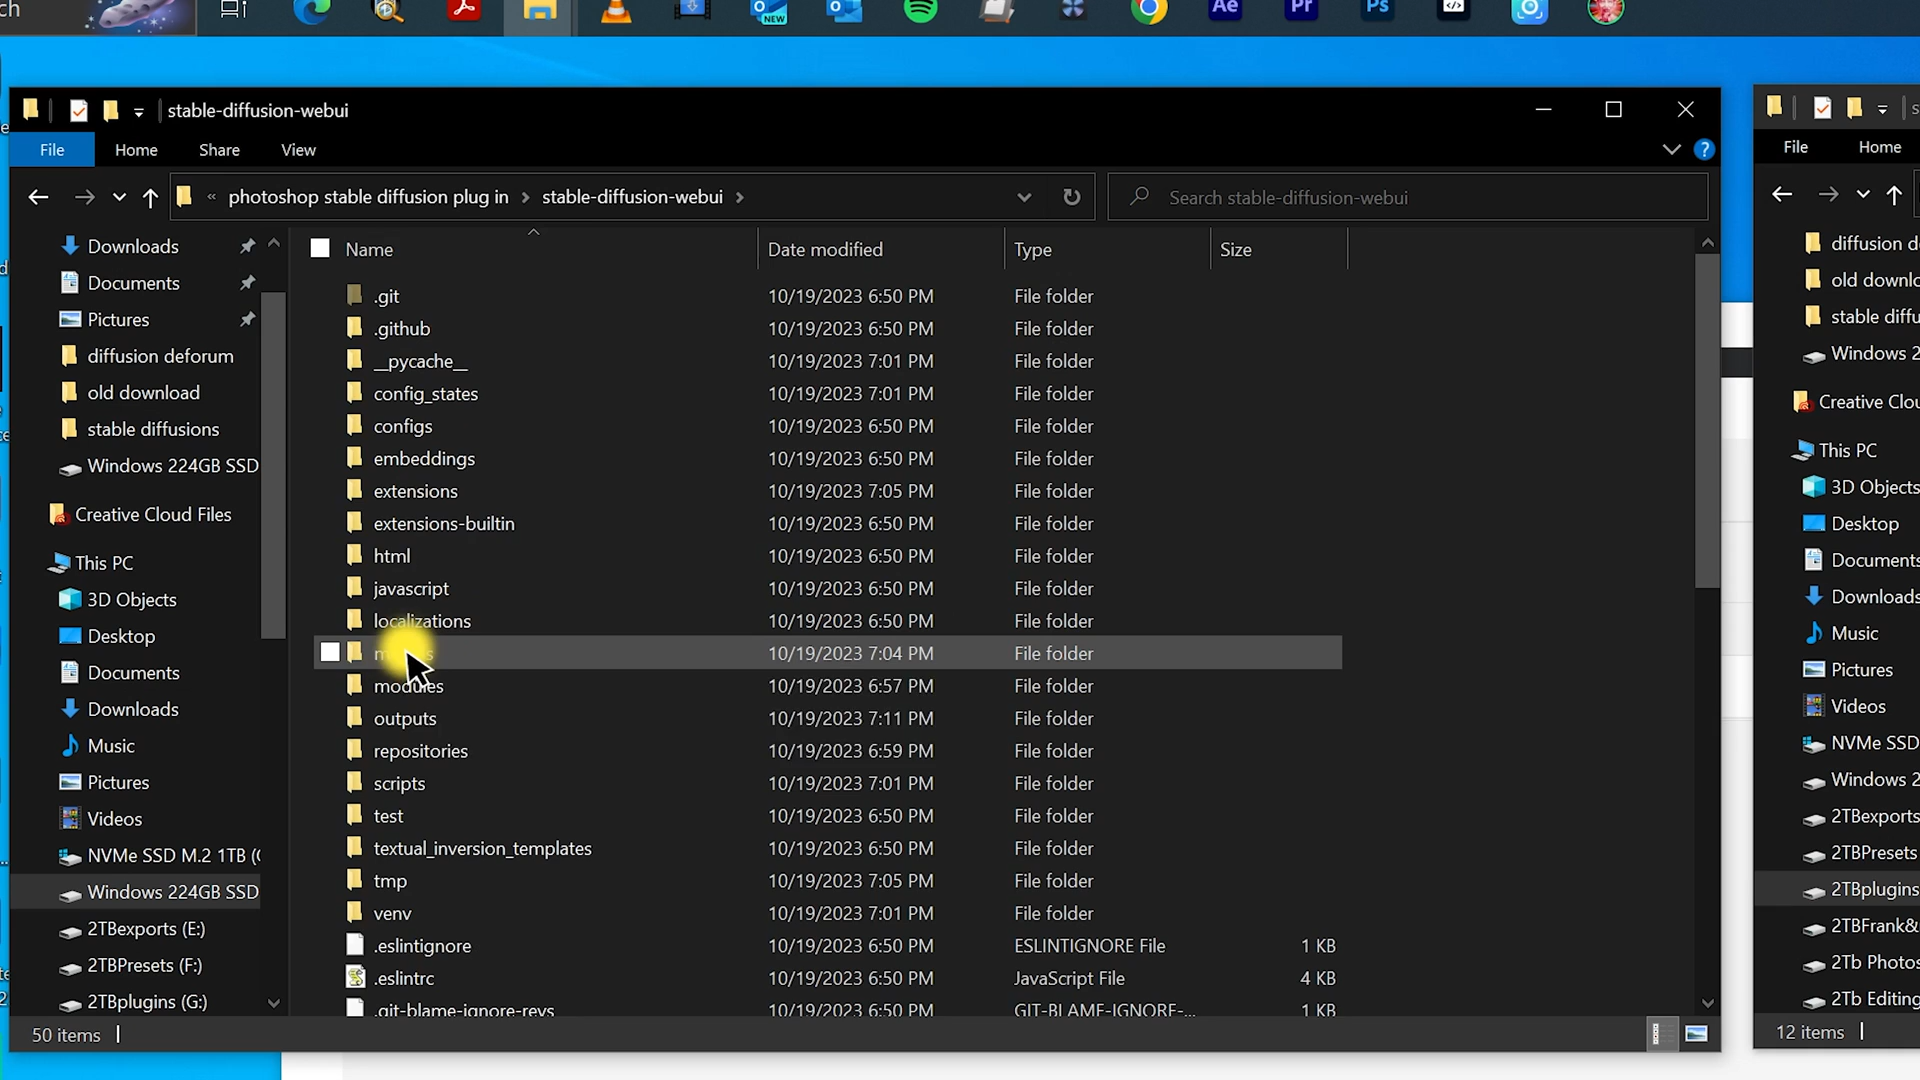 ch
NEW
Ae
Pr
Ps
stable-diffusion-webui
File
Home
Share
View
?
« photoshop stable diffusion plug in > stable-diffusion-webui >
Search stable-diffusion-webui
Downloads
Documents
Pictures
diffusion deforum
old download
stable diffusions
Windows 224GB SSD
Creative Cloud Files
This PC
3D Objects
Desktop
Documents
Downloads
Music
Pictures
Videos
NVMe SSD M.2 1TB (
Windows 224GB SSD
2TBexports (E:)
2TBPresets (F:)
2TBplugins (G:)
Name Date modified Type Size
.git 10/19/2023 6:50 PM File folder
.github 10/19/2023 6:50 PM File folder
__pycache__ 10/19/2023 7:01 PM File folder
config_states 10/19/2023 7:01 PM File folder
configs 10/19/2023 6:50 PM File folder
embeddings 10/19/2023 6:50 PM File folder
extensions 10/19/2023 7:05 PM File folder
extensions-builtin 10/19/2023 6:50 PM File folder
html 10/19/2023 6:50 PM File folder
javascript 10/19/2023 6:50 PM File folder
localizations 10/19/2023 6:50 PM File folder
10/19/2023 7:04 PM File folder
modules 10/19/2023 6:57 PM File folder
outputs 10/19/2023 7:11 PM File folder
repositories 10/19/2023 6:59 PM File folder
scripts 10/19/2023 7:01 PM File folder
test 10/19/2023 6:50 PM File folder
textual_inversion_templates 10/19/2023 6:50 PM File folder
tmp 10/19/2023 7:05 PM File folder
venv 10/19/2023 7:01 PM File folder
.eslintignore 10/19/2023 6:50 PM ESLINTIGNORE File 1 KB
.eslintrc 10/19/2023 6:50 PM JavaScript File 4 KB
.git-blame-ignore-revs 10/19/2023 6:50 PM GIT-BLAME-IGNORE-... 1 KB
50 items
File
Home
diffusion d
old downlo
stable diffu
Windows 2
Creative Clou
This PC
3D Objects
Desktop
Documents
Downloads
Music
Pictures
Videos
NVMe SSD
Windows 2
2TBexports
2TBPresets
2TBplugins
2TBFrank&
2Tb Photos
2Tb Editing
12 items